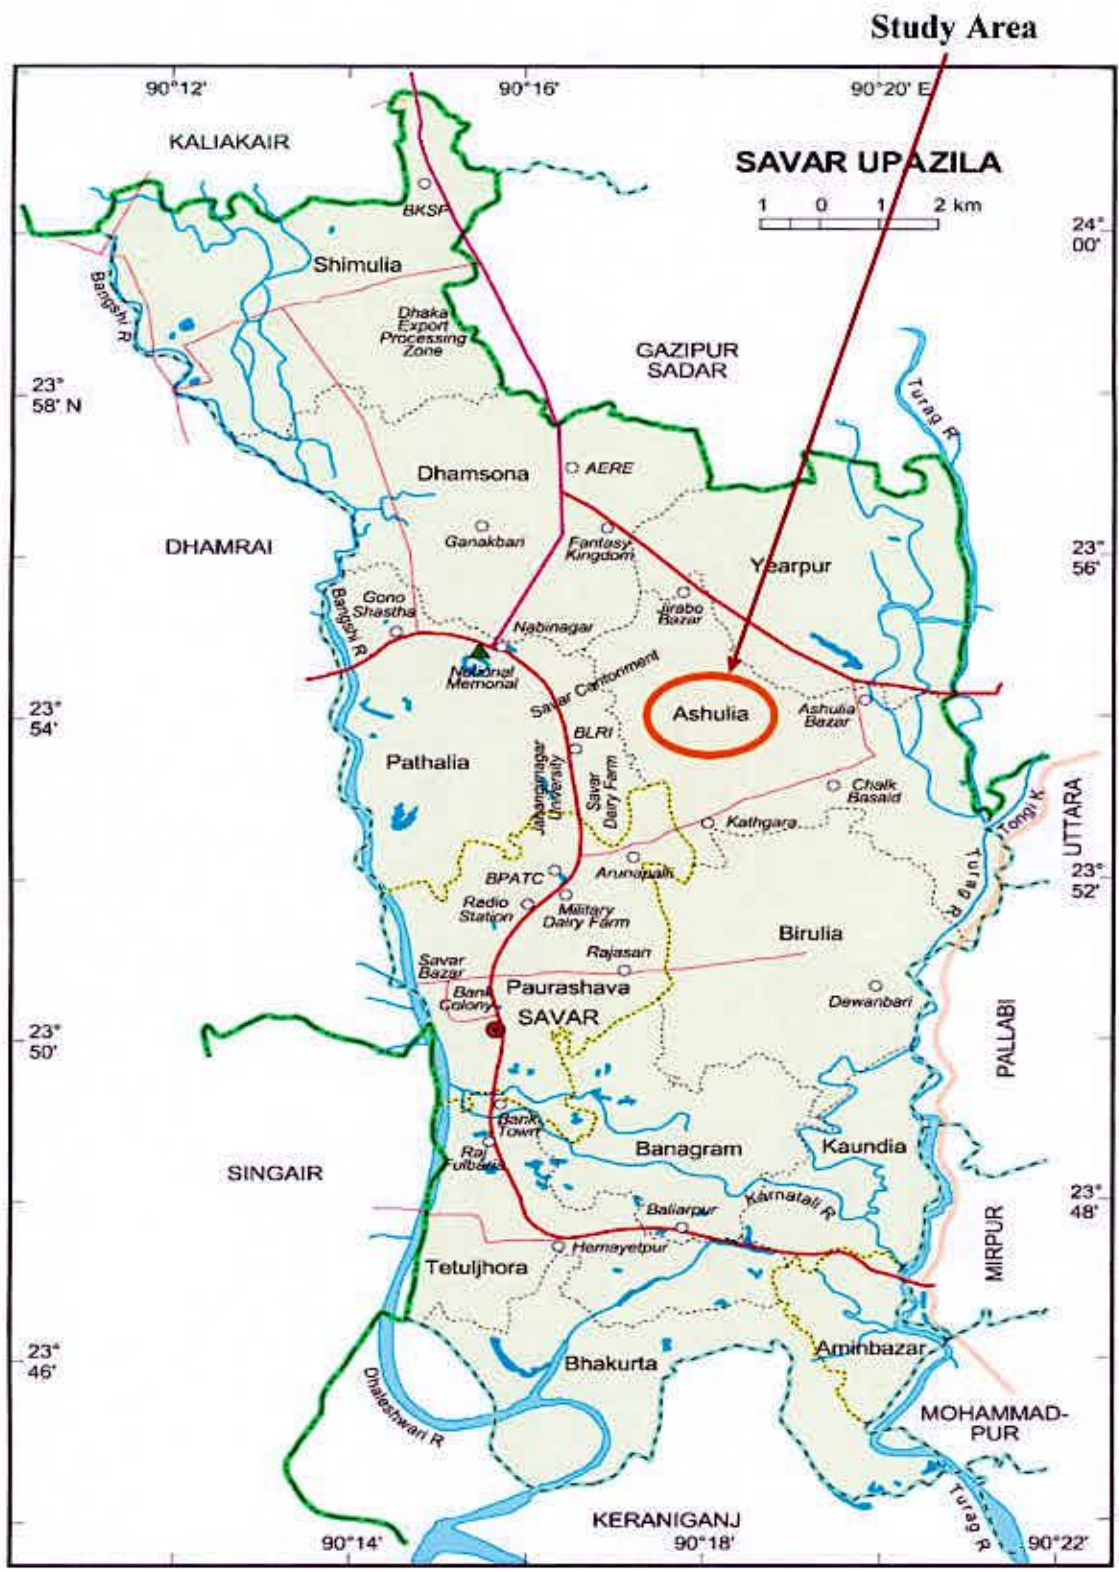 Study Area
90°12'
90°16'
90°20' E
KALIAKAIR
SAVAR UPAZILA
1 0 1 2 km
BKSP
24°
00'
Shimulia
Bangshi R
Dhaka
Export
Processing
Zone
GAZIPUR
SADAR
23°
58' N
Turag R
Dhamsona
AERE
DHAMRAI
Ganakbari
Fantasy
Kingdom
23°
56'
Yearpur
Gono
Shastha
Bangshi R
Jirabo
Bazar
Nabinagar
National
Memorial
Savar Cantonment
23°
54'
Ashulia
Ashulia
Bazar
BLRI
Pathalia
Jahangirnagar
University
Savar
Dairy Farm
Chalk
Basaid
Kathgara
Tongi K
UTTARA
Turag R
BPATC
Arunapalli
23°
52'
Radio
Station
Military
Dairy Farm
Birulia
Rajasan
Savar
Bazar
Bank
Colony
Paurashava
Dewanbari
SAVAR
23°
50'
PALLABI
Bank
Town
Raj
Fulbaria
Banagram
Kaundia
SINGAIR
Karnatali R
23°
48'
Baliarpur
Hemayetpur
MIRPUR
Tetuljhora
23°
46'
Bhakurta
Aminbazar
Dhaleshwari R
MOHAMMAD-
PUR
KERANIGANJ
Turag R
90°14'
90°18'
90°22'